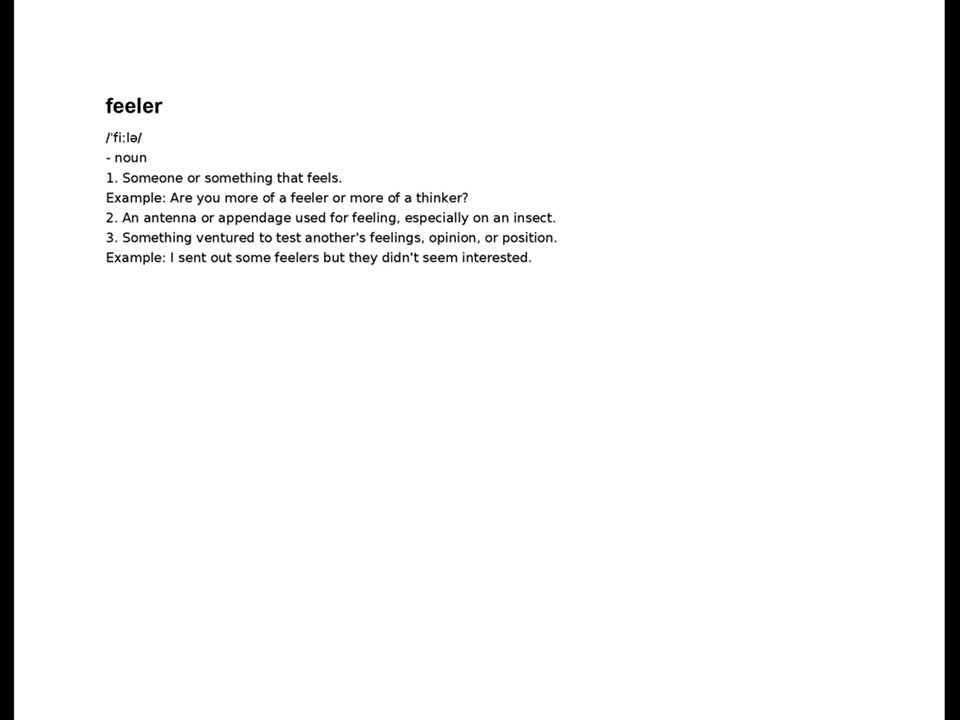 feeler
/ˈfiːlə/
- noun
1. Someone or something that feels.
Example: Are you more of a feeler or more of a thinker?
2. An antenna or appendage used for feeling, especially on an insect.
3. Something ventured to test another's feelings, opinion, or position.
Example: I sent out some feelers but they didn't seem interested.